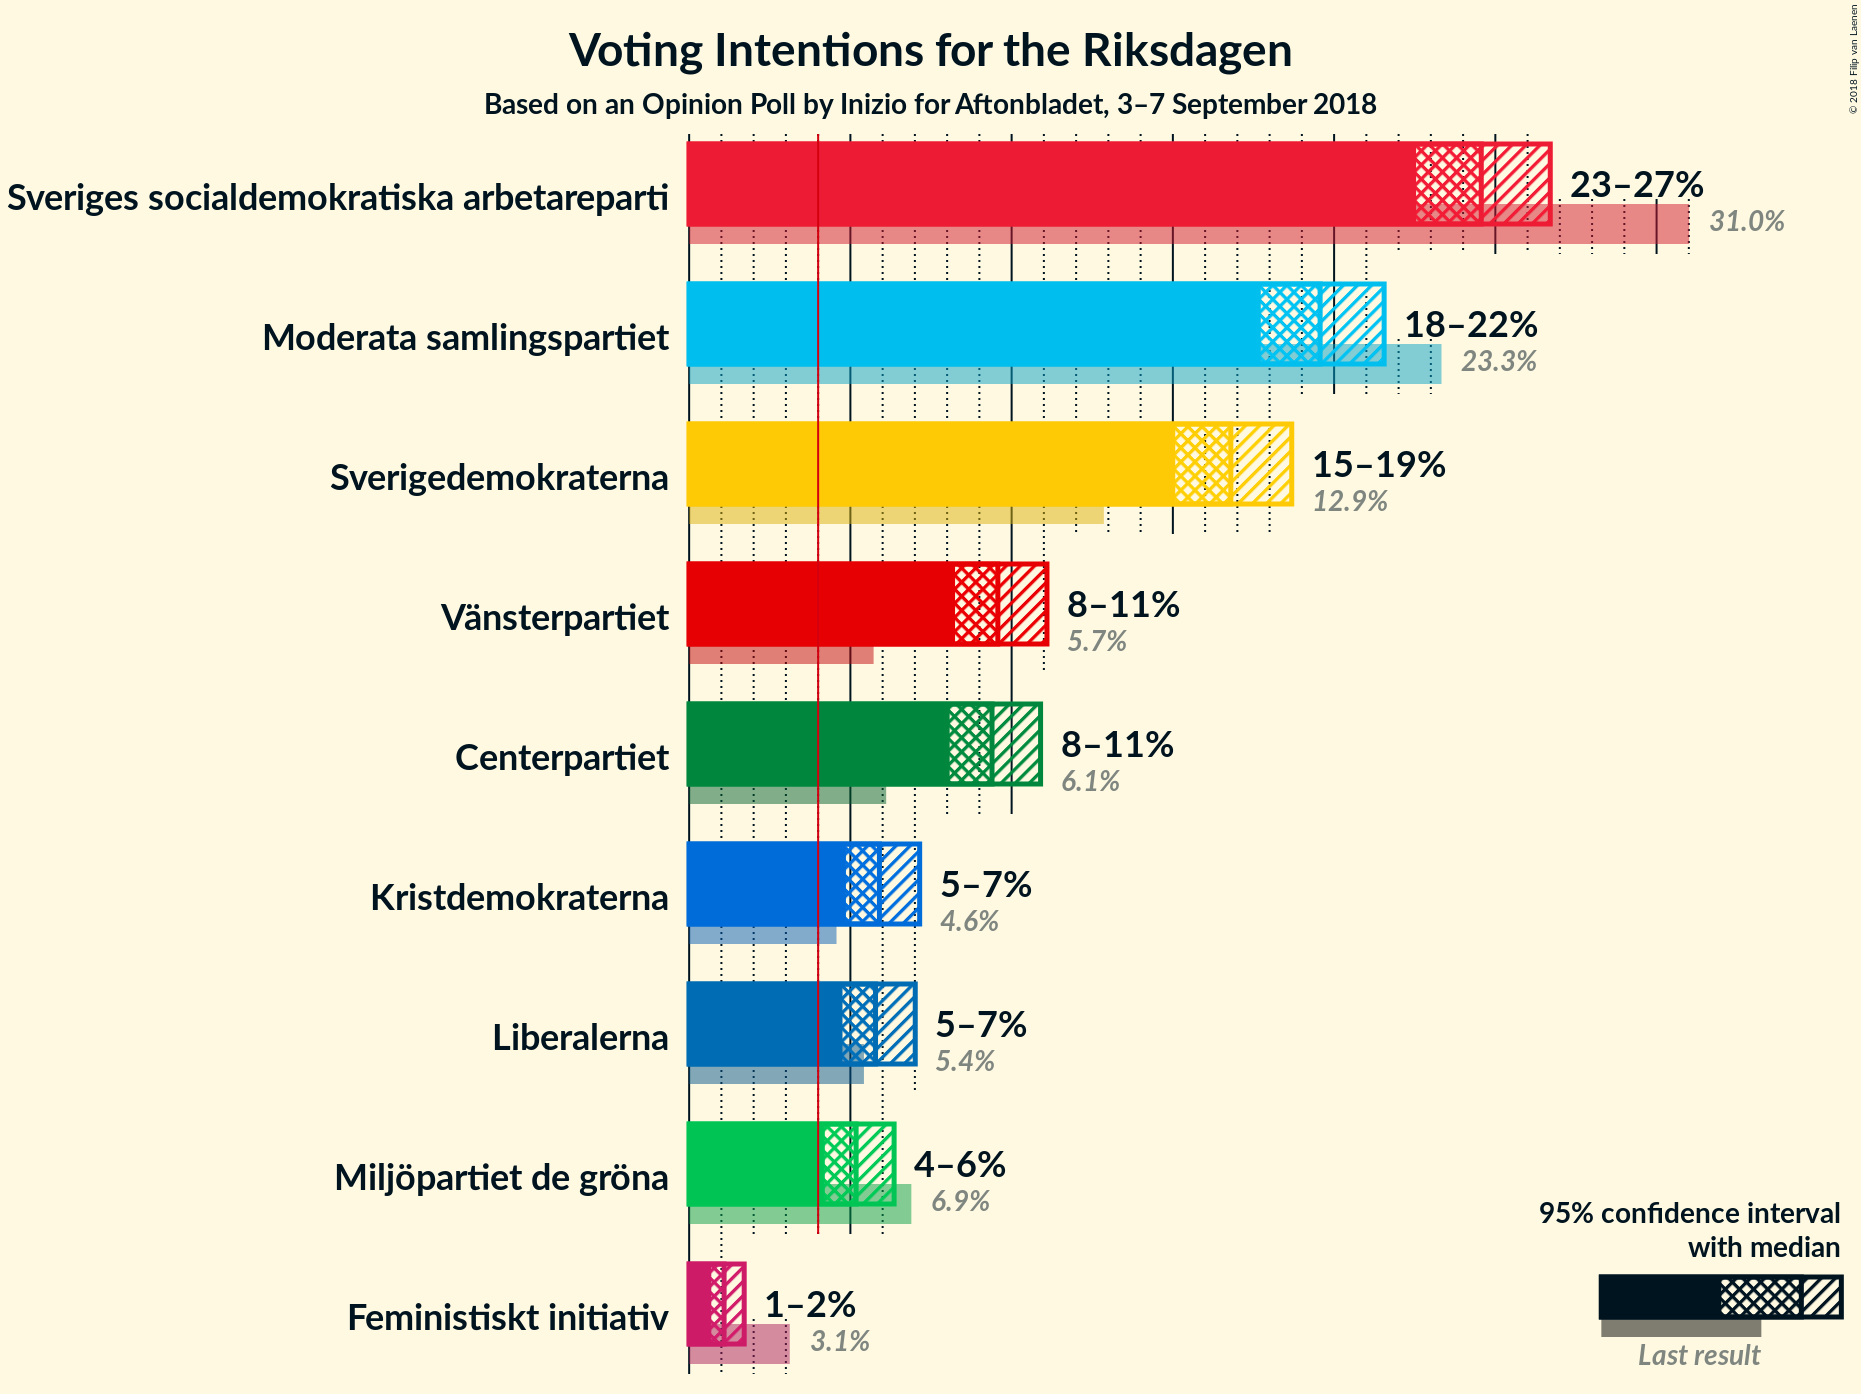 Voting Intentions for the Riksdagen
Based on an Opinion Poll by Inizio for Aftonbladet, 3–7 September 2018
© 2018 Filip van Laenen
Sveriges socialdemokratiska arbetareparti
23–27%
31.0%
Moderata samlingspartiet
18–22%
23.3%
Sverigedemokraterna
15–19%
12.9%
Vänsterpartiet
8–11%
5.7%
Centerpartiet
8–11%
6.1%
Kristdemokraterna
5–7%
4.6%
Liberalerna
5–7%
5.4%
Miljöpartiet de gröna
4–6%
6.9%
Feministiskt initiativ
1–2%
3.1%
95% confidence interval
with median
Last result